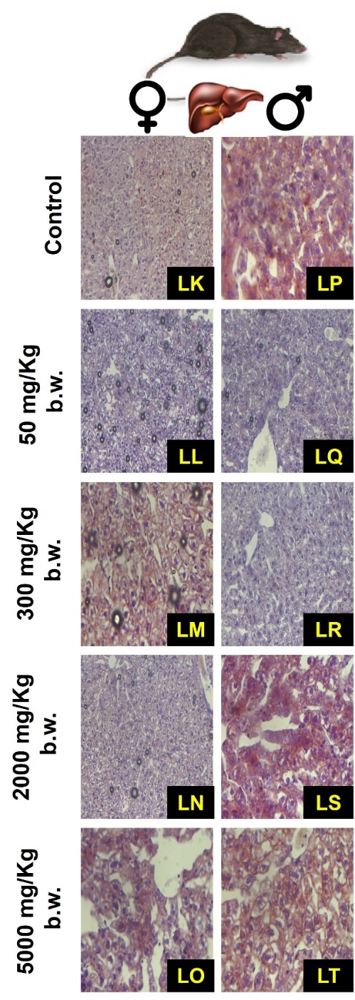 Control
LK
LP
50 mg/Kg
b.w.
LL
LQ
300 mg/Kg
b.w.
LM
LR
2000 mg/Kg
b.w.
LN
LS
5000 mg/Kg
b.w.
LO
LT